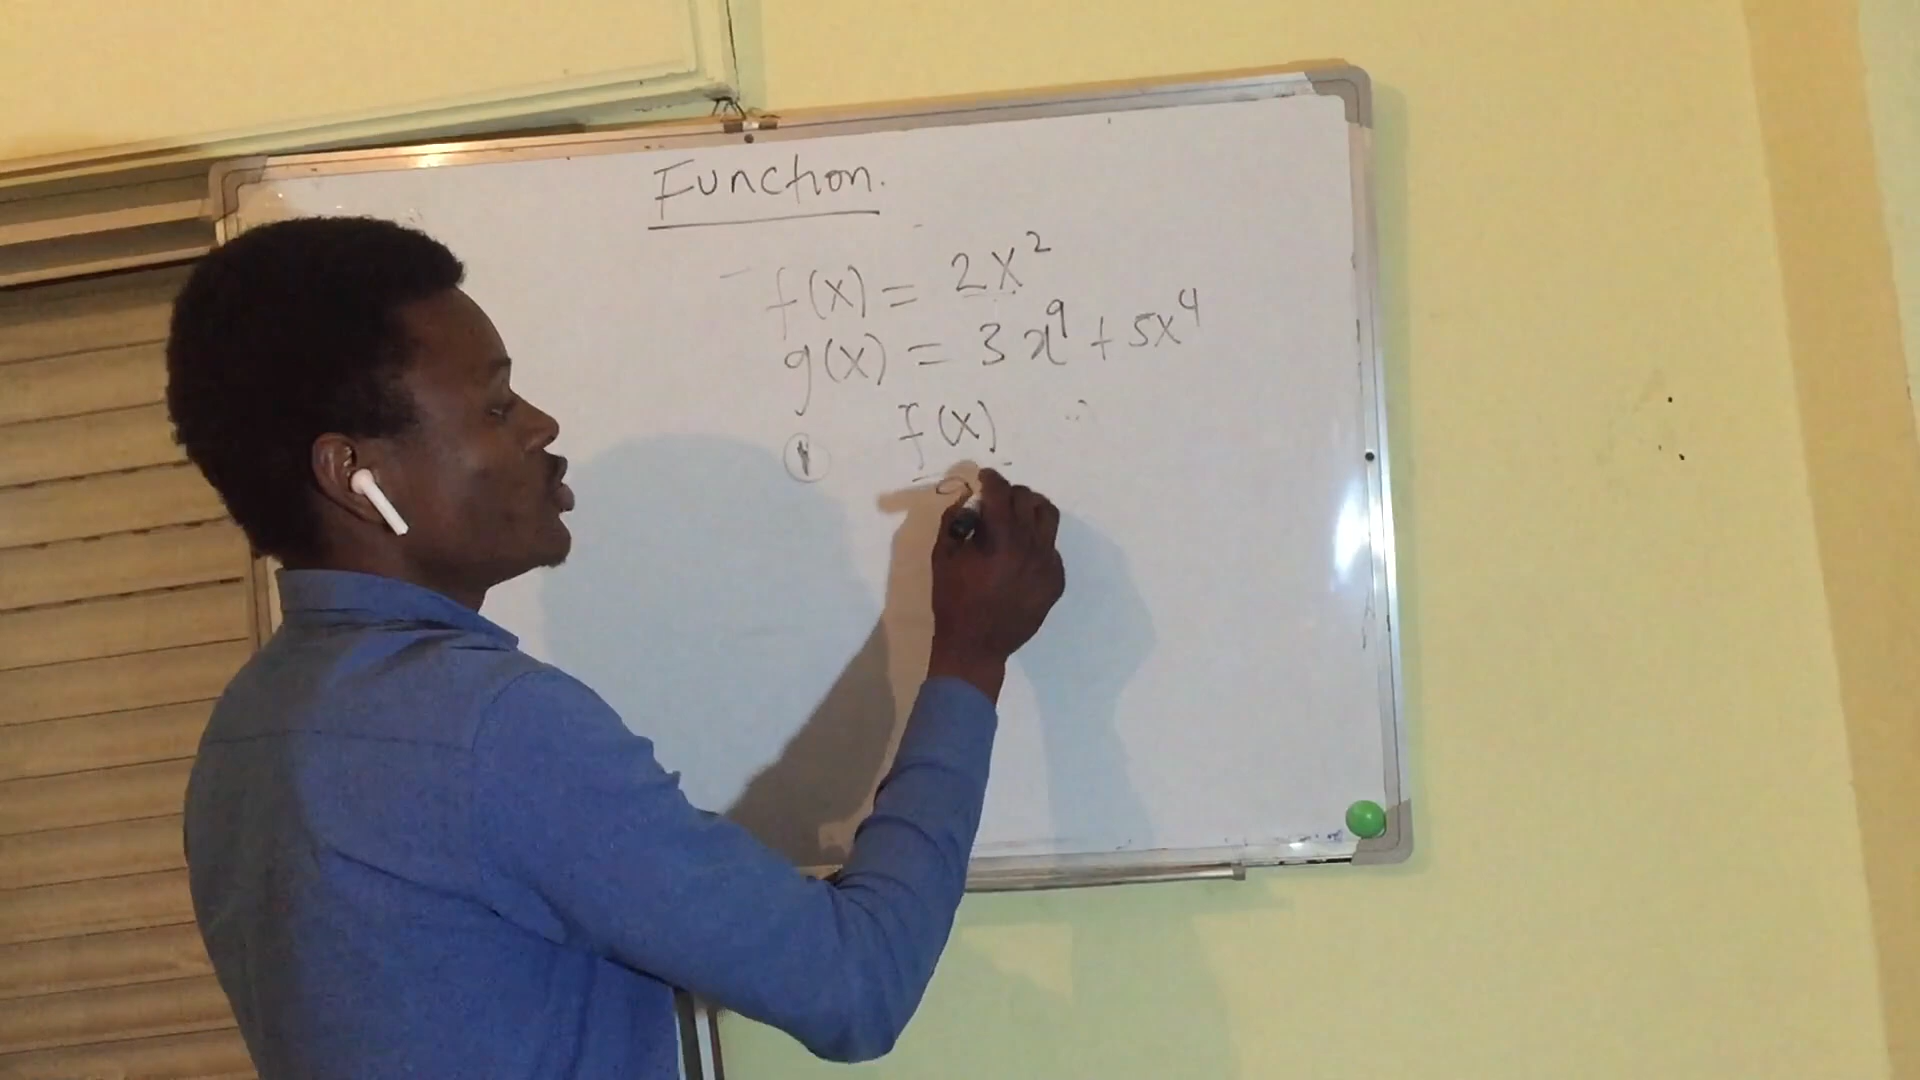 Function.
f(x) = 2x²
g(x) = 3x⁹ + 5x⁴
① f(x)